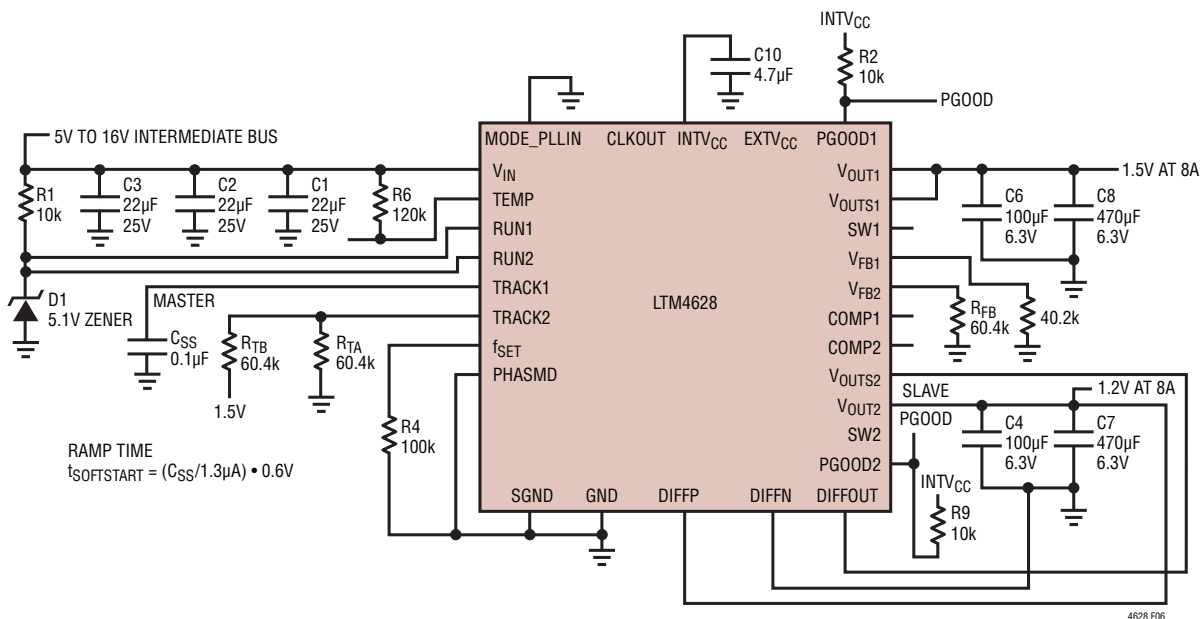 INTVCC
C10
4.7µF
R2
10k
PGOOD
5V TO 16V INTERMEDIATE BUS
MODE_PLLIN
CLKOUT
INTVCC
EXTVCC
PGOOD1
R1
10k
C3
22µF
25V
C2
22µF
25V
C1
22µF
25V
R6
120k
VIN
TEMP
RUN1
RUN2
TRACK1
TRACK2
fSET
PHASMD
LTM4628
VOUT1
VOUTS1
SW1
VFB1
VFB2
COMP1
COMP2
VOUTS2
VOUT2
SW2
PGOOD2
1.5V AT 8A
C6
100µF
6.3V
C8
470µF
6.3V
D1
5.1V ZENER
MASTER
CSS
0.1µF
RTB
60.4k
1.5V
RTA
60.4k
RFB
60.4k
40.2k
SLAVE
1.2V AT 8A
PGOOD
C4
100µF
6.3V
C7
470µF
6.3V
R4
100k
RAMP TIME
tSOFTSTART = (CSS/1.3µA) • 0.6V
INTVCC
R9
10k
SGND
GND
DIFFP
DIFFN
DIFFOUT
4628 F06